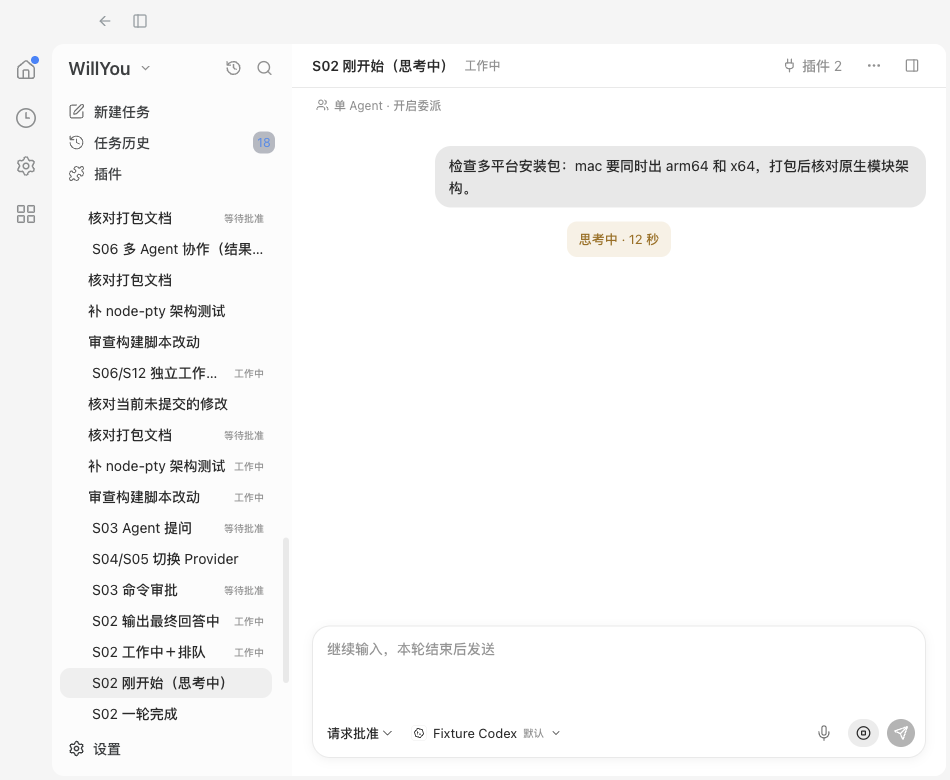 WillYou
新建任务
任务历史 18
插件
核对打包文档 等待批准
S06 多 Agent 协作（结果...
核对打包文档
补 node-pty 架构测试
审查构建脚本改动
S06/S12 独立工作... 工作中
核对当前未提交的修改
核对打包文档 等待批准
补 node-pty 架构测试 工作中
审查构建脚本改动 工作中
S03 Agent 提问 等待批准
S04/S05 切换 Provider
S03 命令审批 等待批准
S02 输出最终回答中 工作中
S02 工作中＋排队 工作中
S02 刚开始（思考中）
S02 一轮完成
设置
S02 刚开始（思考中） 工作中 插件 2
单 Agent · 开启委派
检查多平台安装包：mac 要同时出 arm64 和 x64，打包后核对原生模块架
构。
思考中 · 12 秒
继续输入，本轮结束后发送
请求批准 Fixture Codex 默认